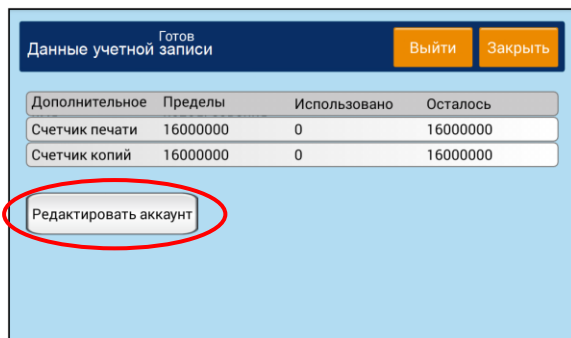 Готов
Данные учетной записи
Выйти
Закрыть
Дополнительное Пределы Использовано Осталось
Счетчик печати 16000000 0 16000000
Счетчик копий 16000000 0 16000000
Редактировать аккаунт